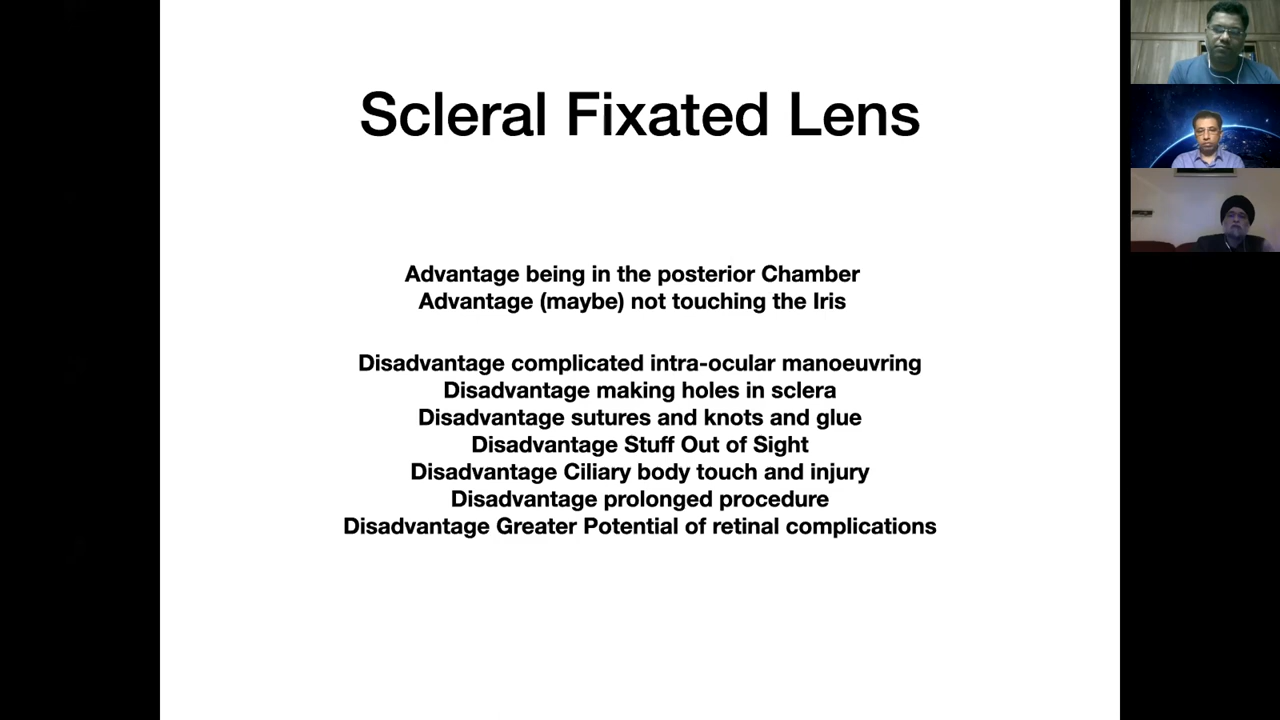 Scleral Fixated Lens
Advantage being in the posterior Chamber
Advantage (maybe) not touching the Iris
Disadvantage complicated intra-ocular manoeuvring
Disadvantage making holes in sclera
Disadvantage sutures and knots and glue
Disadvantage Stuff Out of Sight
Disadvantage Ciliary body touch and injury
Disadvantage prolonged procedure
Disadvantage Greater Potential of retinal complications